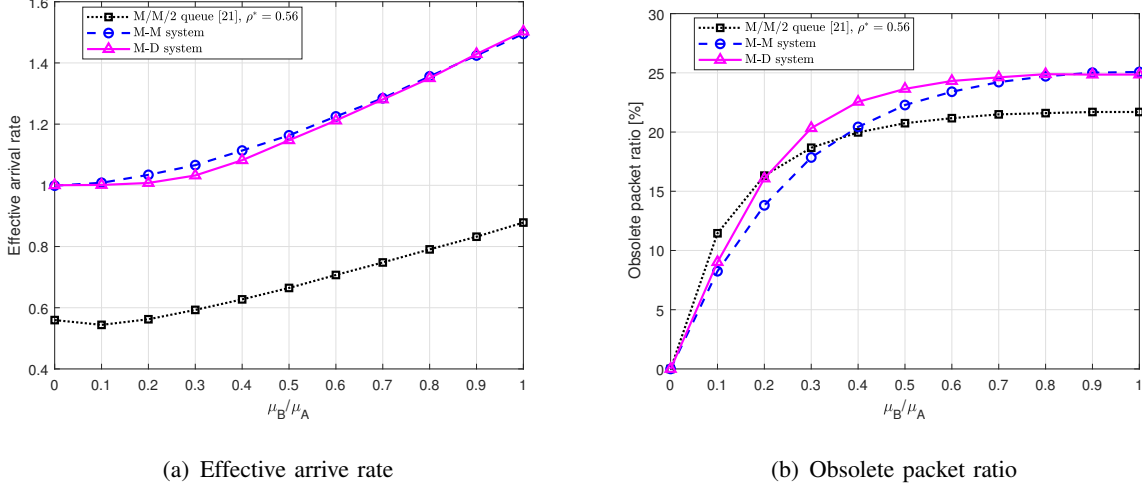 M/M/2 queue [21], ρ* = 0.56
M-M system
M-D system
Effective arrival rate
1.6
1.4
1.2
1
0.8
0.6
0.4
0 0.1 0.2 0.3 0.4 0.5 0.6 0.7 0.8 0.9 1
μB/μA
(a) Effective arrive rate
M/M/2 queue [21], ρ* = 0.56
M-M system
M-D system
Obsolete packet ratio [%]
30
25
20
15
10
5
0
0 0.1 0.2 0.3 0.4 0.5 0.6 0.7 0.8 0.9 1
μB/μA
(b) Obsolete packet ratio